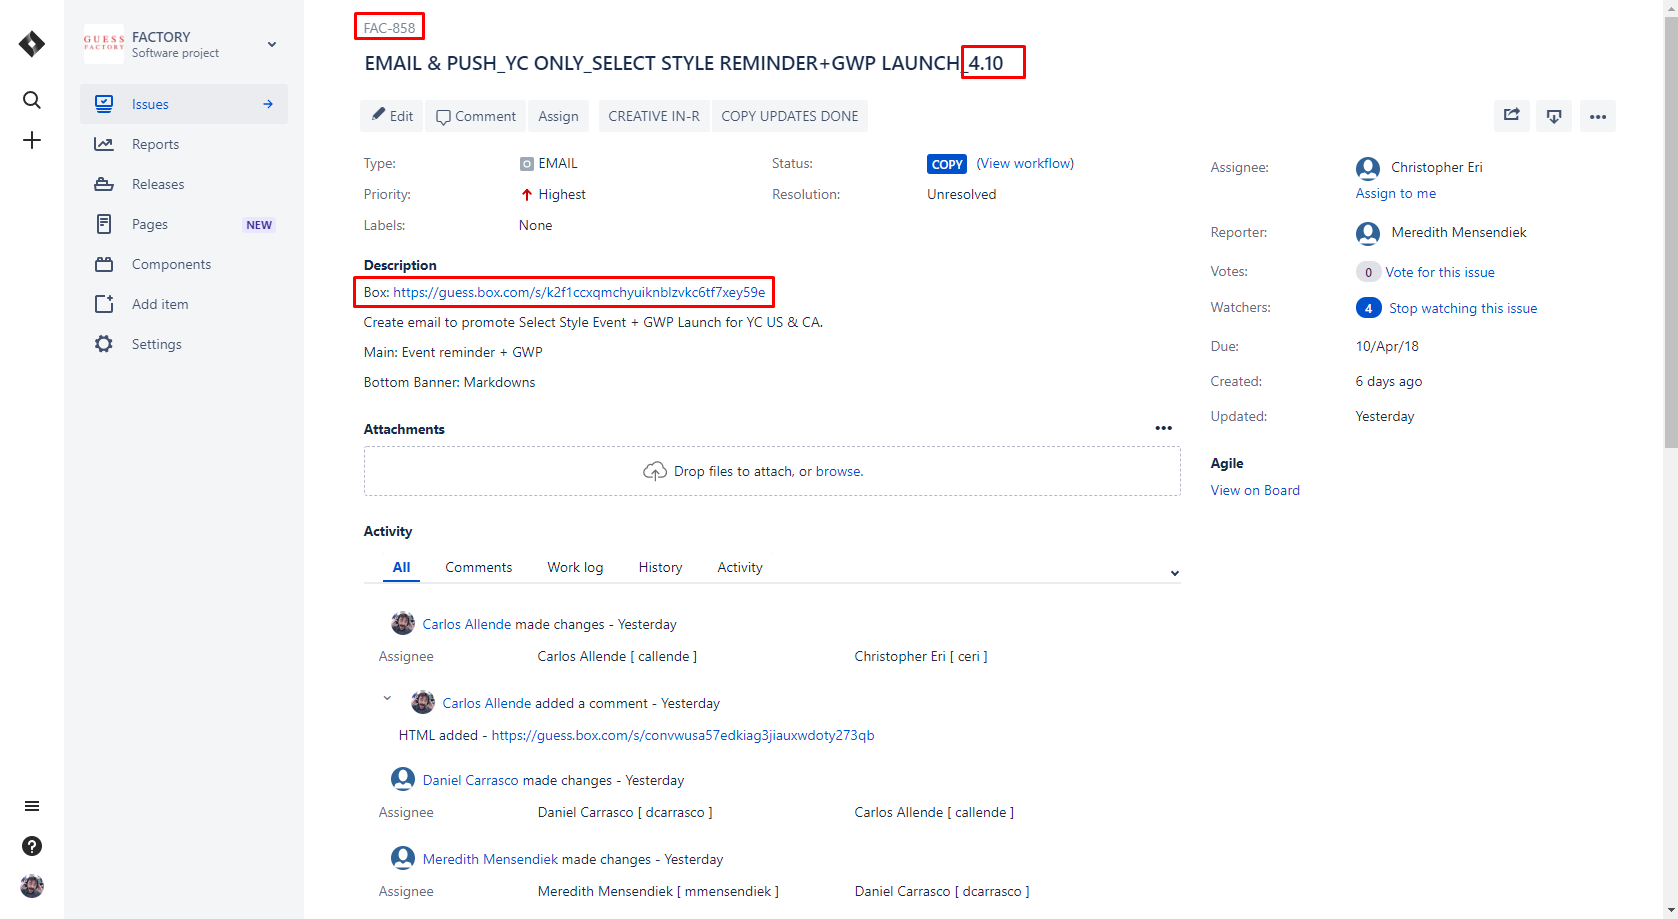 GUESS
FACTORY
FACTORY
Software project
Issues
Reports
Releases
Pages NEW
Components
Add item
Settings
FAC-858
EMAIL & PUSH_YC ONLY_SELECT STYLE REMINDER+GWP LAUNCH_4.10
Edit Comment Assign CREATIVE IN-R COPY UPDATES DONE
Type: EMAIL Status: COPY (View workflow)
Priority: Highest Resolution: Unresolved
Labels: None
Description
Box: https://guess.box.com/s/k2f1ccxqmchyuiknblzvkc6tf7xey59e
Create email to promote Select Style Event + GWP Launch for YC US & CA.
Main: Event reminder + GWP
Bottom Banner: Markdowns
Attachments
Drop files to attach, or browse.
Activity
All Comments Work log History Activity
Carlos Allende made changes - Yesterday
Assignee Carlos Allende [ callende ] Christopher Eri [ ceri ]
Carlos Allende added a comment - Yesterday
HTML added - https://guess.box.com/s/convwusa57edkiag3jiauxwdoty273qb
Daniel Carrasco made changes - Yesterday
Assignee Daniel Carrasco [ dcarrasco ] Carlos Allende [ callende ]
Meredith Mensendiek made changes - Yesterday
Assignee Meredith Mensendiek [ mmensendiek ] Daniel Carrasco [ dcarrasco ]
Assignee: Christopher Eri
Assign to me
Reporter: Meredith Mensendiek
Votes: 0 Vote for this issue
Watchers: 4 Stop watching this issue
Due: 10/Apr/18
Created: 6 days ago
Updated: Yesterday
Agile
View on Board